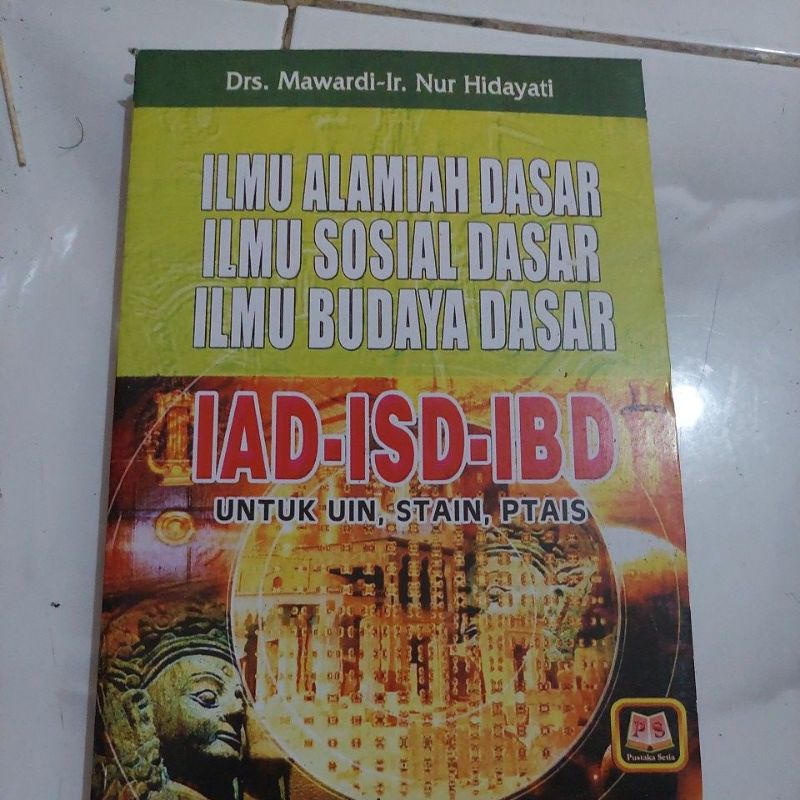 Drs. Mawardi-Ir. Nur Hidayati
ILMU ALAMIAH DASAR
ILMU SOSIAL DASAR
ILMU BUDAYA DASAR
IAD-ISD-IBD
UNTUK UIN, STAIN, PTAIS
P S
Pustaka Setia